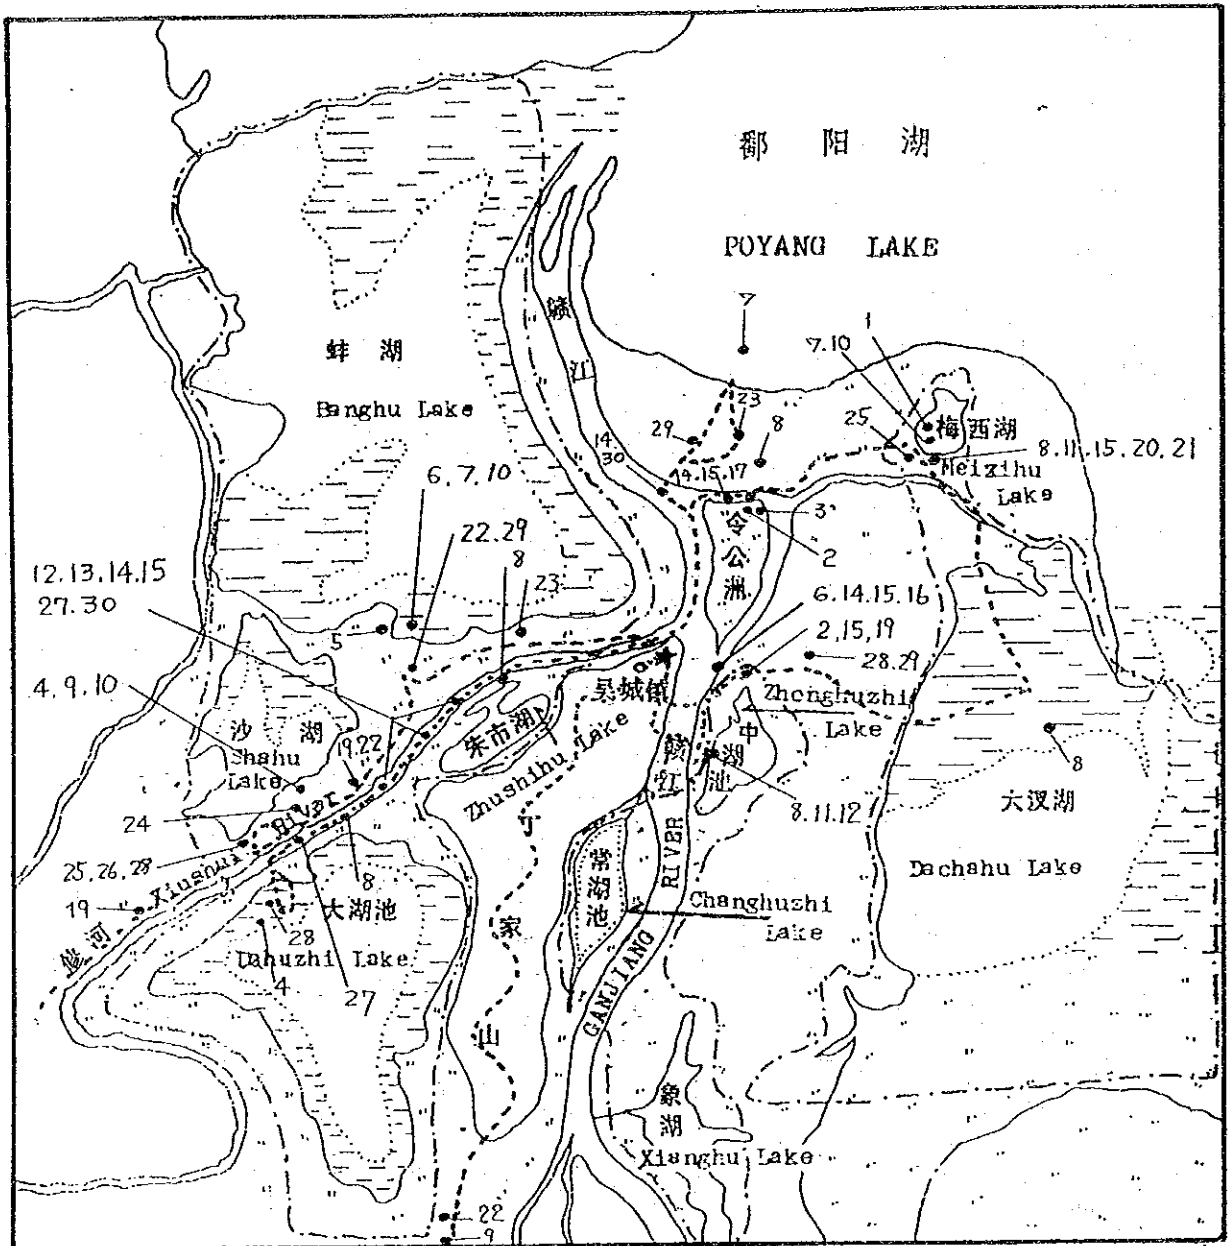 鄱阳湖
POYANG LAKE
7
1
7.10
赣江
蚌湖
Banghu Lake
23
29
8
25
梅西湖
8.11.15.20.21
Meixihu
Lake
14.
30
14.15.17
6,7,10
3
令公洲
2
22.29
8
12.13.14.15
27.30
23
6.14.15.16
5
2,15,19
28.29
吴城镇
Zhonghuzhi
Lake
4,9,10
沙湖
Shahu
Lake
19.22
朱市湖
Zhushihu Lake
赣江
中湖池
8
大汊湖
24
River
8.11.12
25,26,28
Xiushui
8
丁家山
常湖池
RIVER
Dachahu Lake
19
修河
大湖池
28
Dahuzhi Lake
4
27
Changhuzhi
Lake
GANJIANG
象湖
Xianghu Lake
22
9